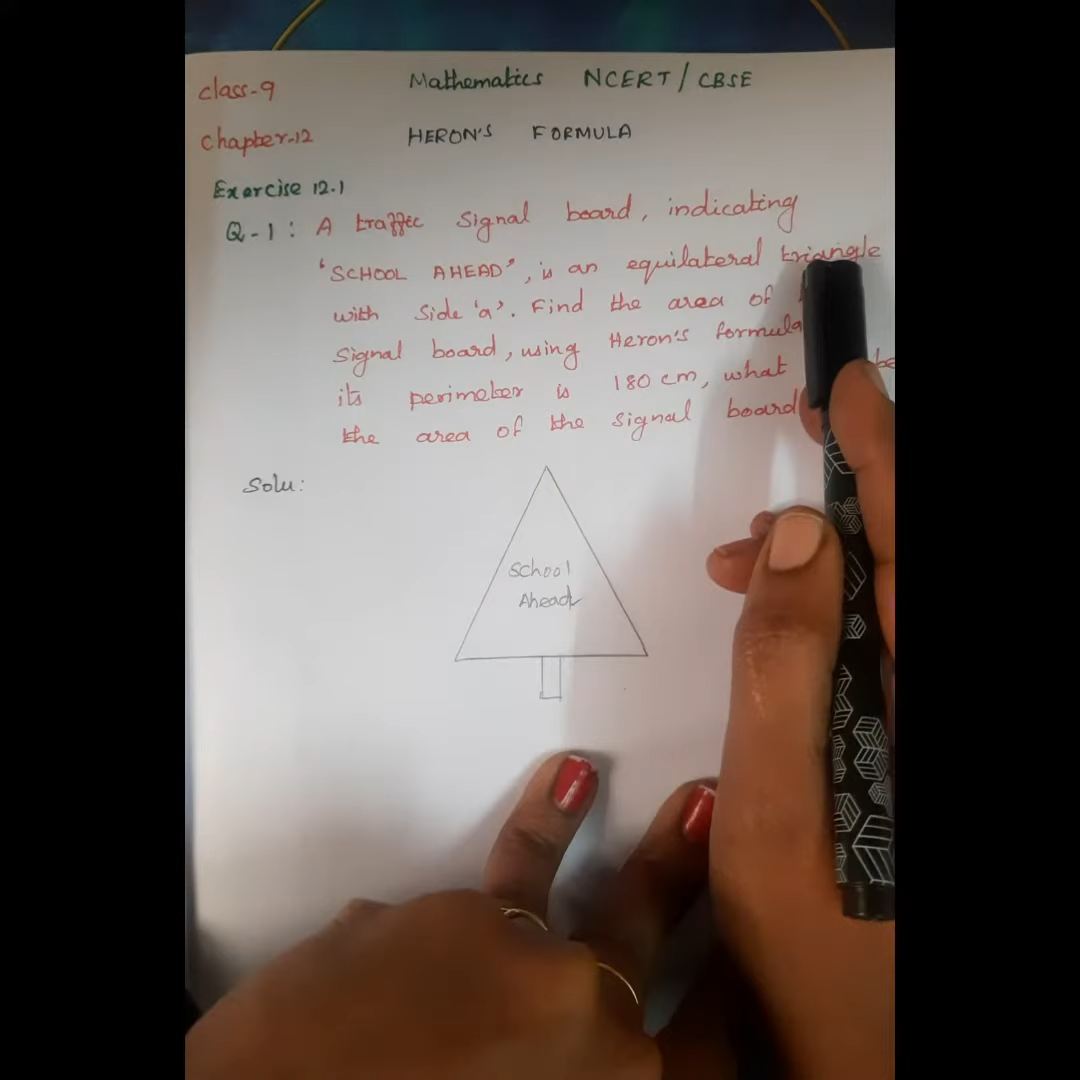 class-9 Mathematics NCERT / CBSE
Chapter-12 HERON'S FORMULA
Exercise 12.1
Q-1: A traffic signal board, indicating
'SCHOOL AHEAD', is an equilateral triangle
with side 'a'. Find the area of
signal board, using Heron's formula
its perimeter is 180 cm, what be
the area of the signal board
Solu:
School
Ahead